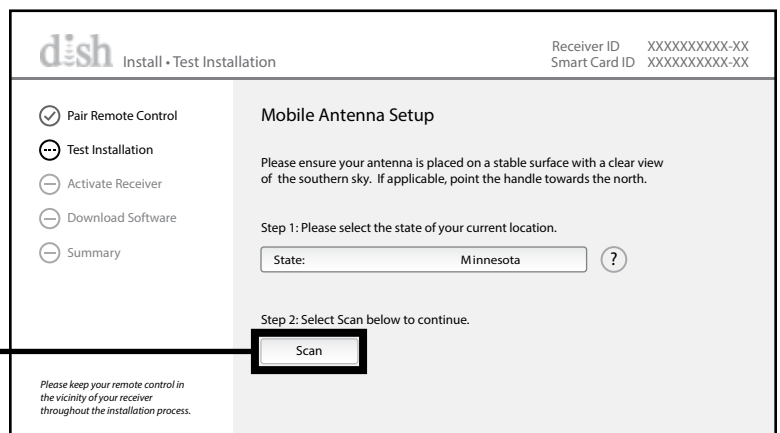 dish Install • Test Installation
Receiver ID XXXXXXXXXX-XX
Smart Card ID XXXXXXXXXX-XX
Pair Remote Control
Test Installation
Activate Receiver
Download Software
Summary
Please keep your remote control in
the vicinity of your receiver
throughout the installation process.
Mobile Antenna Setup
Please ensure your antenna is placed on a stable surface with a clear view
of the southern sky. If applicable, point the handle towards the north.
Step 1: Please select the state of your current location.
State: Minnesota ?
Step 2: Select Scan below to continue.
Scan